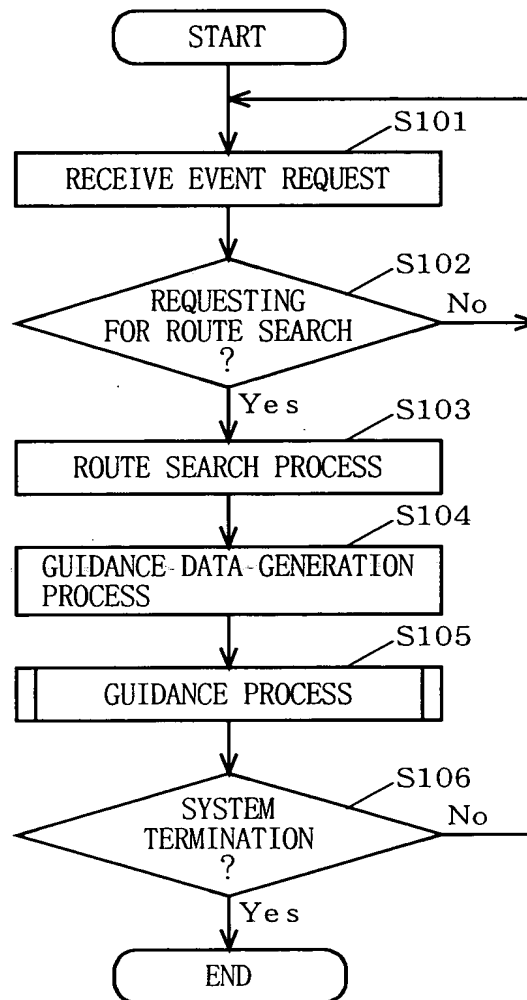 START
S101
RECEIVE EVENT REQUEST
S102
REQUESTING
FOR ROUTE SEARCH
?
No
Yes
S103
ROUTE SEARCH PROCESS
S104
GUIDANCE-DATA-GENERATION
PROCESS
S105
GUIDANCE PROCESS
S106
SYSTEM
TERMINATION
?
No
Yes
END